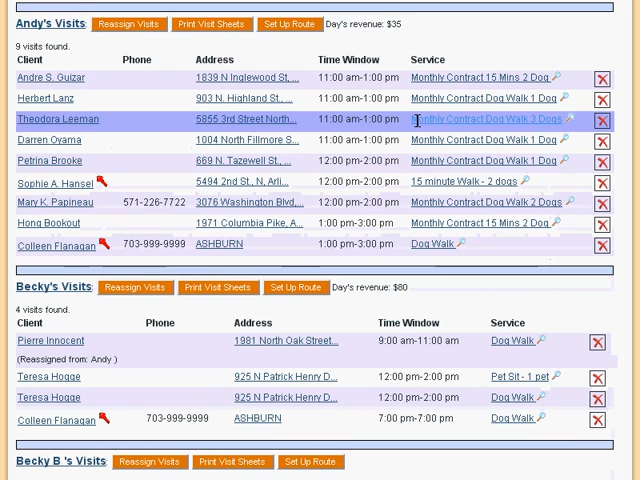 Andy's Visits: Reassign Visits Print Visit Sheets Set Up Route Day's revenue: $35
9 visits found.
Client Phone Address Time Window Service
Andre S. Guizar 1839 N Inglewood St, ... 11:00 am-1:00 pm Monthly Contract 15 Mins 2 Dog
Herbert Lanz 903 N. Highland St., ... 11:00 am-1:00 pm Monthly Contract Dog Walk 1 Dog
Theodora Leeman 5855 3rd Street North... 11:00 am-1:00 pm Monthly Contract Dog Walk 3 Dogs
Darren Oyama 1004 North Fillmore S... 11:00 am-1:00 pm Monthly Contract Dog Walk 1 Dog
Petrina Brooke 669 N. Tazewell St., ... 12:00 pm-2:00 pm Monthly Contract Dog Walk 1 Dog
Sophie A. Hansel 5494 2nd St., N, Arli... 12:00 pm-2:00 pm 15 minute Walk - 2 dogs
Mary K. Papineau 571-226-7722 3076 Washington Blvd,... 12:00 pm-2:00 pm Monthly Contract Dog Walk 2 Dogs
Hong Bookout 1971 Columbia Pike, A... 1:00 pm-3:00 pm Monthly Contract 15 Mins 2 Dog
Colleen Flanagan 703-999-9999 ASHBURN 1:00 pm-3:00 pm Dog Walk
Becky's Visits: Reassign Visits Print Visit Sheets Set Up Route Day's revenue: $80
4 visits found.
Client Phone Address Time Window Service
Pierre Innocent 1981 North Oak Street... 9:00 am-11:00 am Dog Walk
(Reassigned from: Andy )
Teresa Hogge 925 N Patrick Henry D... 12:00 pm-2:00 pm Pet Sit - 1 pet
Teresa Hogge 925 N Patrick Henry D... 12:00 pm-2:00 pm Dog Walk
Colleen Flanagan 703-999-9999 ASHBURN 7:00 pm-7:00 pm Dog Walk
Becky B 's Visits: Reassign Visits Print Visit Sheets Set Up Route